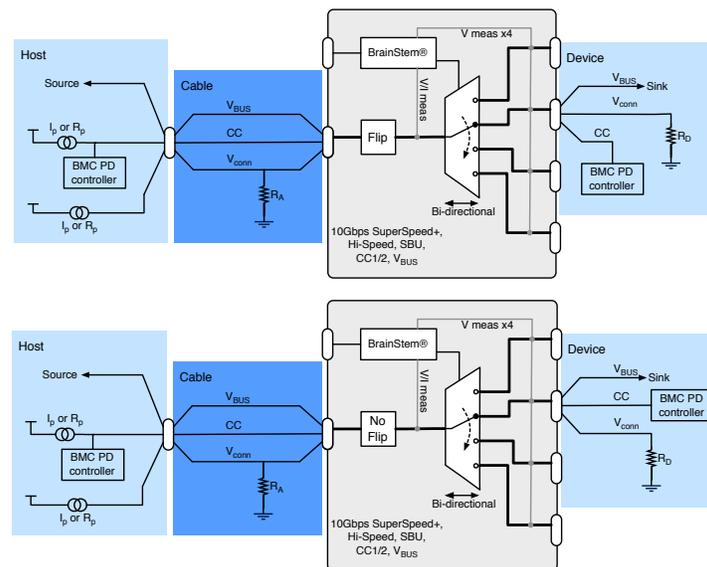 Host
Source
Ip or Rp
BMC PD
controller
Ip or Rp
Cable
VBUS
CC
Vconn
RA
BrainStem®
V meas x4
V/I meas
Flip
Bi-directional
10Gbps SuperSpeed+,
Hi-Speed, SBU,
CC1/2, VBUS
Device
VBUS
Sink
Vconn
CC
RD
BMC PD
controller
Host
Source
Ip or Rp
BMC PD
controller
Ip or Rp
Cable
VBUS
CC
Vconn
RA
BrainStem®
V meas x4
V/I meas
No
Flip
Bi-directional
10Gbps SuperSpeed+,
Hi-Speed, SBU,
CC1/2, VBUS
Device
VBUS
Sink
CC
BMC PD
controller
Vconn
RD